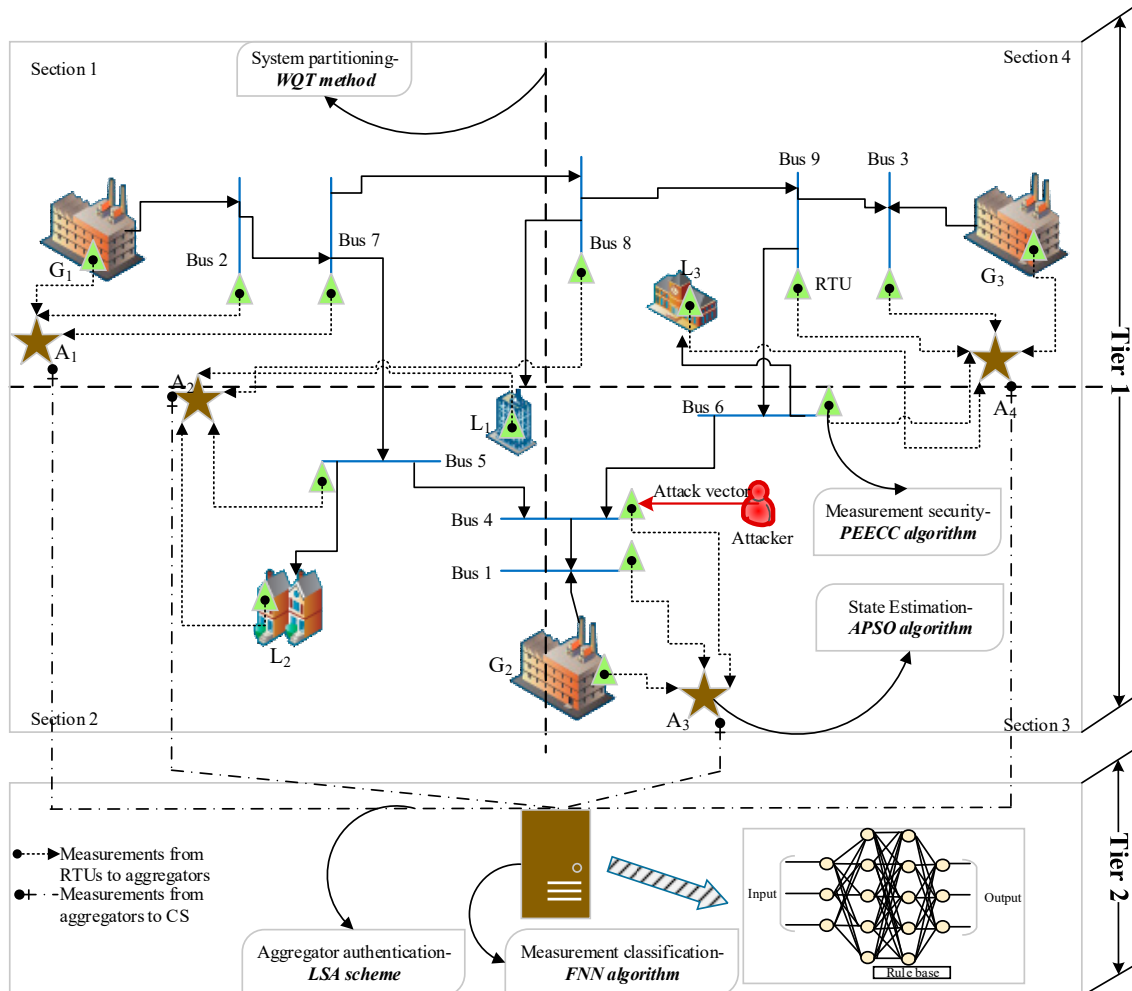 Section 1
System partitioning-
WQT method
Section 4
Tier 1
Bus 9
Bus 3
Bus 7
Bus 2
Bus 8
G1
L3
RTU
G3
A1
A2
A4
L1
Bus 6
Bus 5
Attack vector
Measurement security-
PEECC algorithm
Bus 4
Attacker
Bus 1
State Estimation-
APSO algorithm
L2
G2
A3
Section 2
Section 3
Tier 2
Measurements from
RTUs to aggregators
Measurements from
aggregators to CS
Input
Output
Rule base
Aggregator authentication-
LSA scheme
Measurement classification-
FNN algorithm